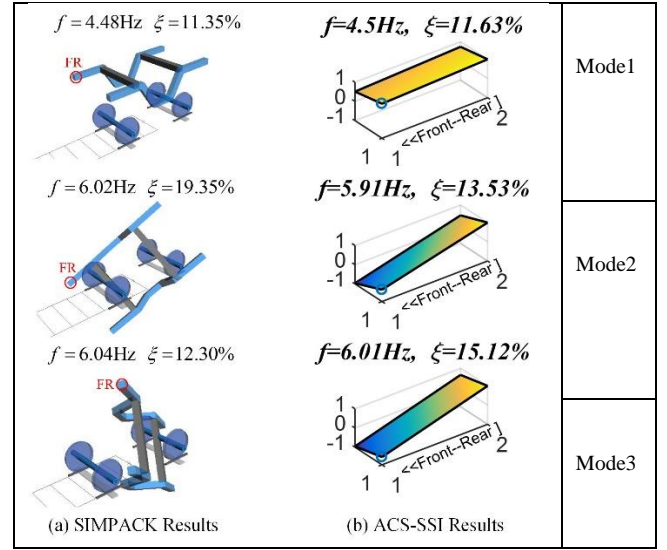 f = 4.48Hz ξ = 11.35%
FR
f=4.5Hz, ξ=11.63%
1
0
-1
1
1
<<Front--Rear ]
2
Mode1
f = 6.02Hz ξ = 19.35%
FR
f=5.91Hz, ξ=13.53%
1
0
-1
1
1
<<Front--Rear ]
2
Mode2
f = 6.04Hz ξ = 12.30%
FR
f=6.01Hz, ξ=15.12%
1
0
-1
1
1
<<Front--Rear ]
2
Mode3
(a) SIMPACK Results
(b) ACS-SSI Results